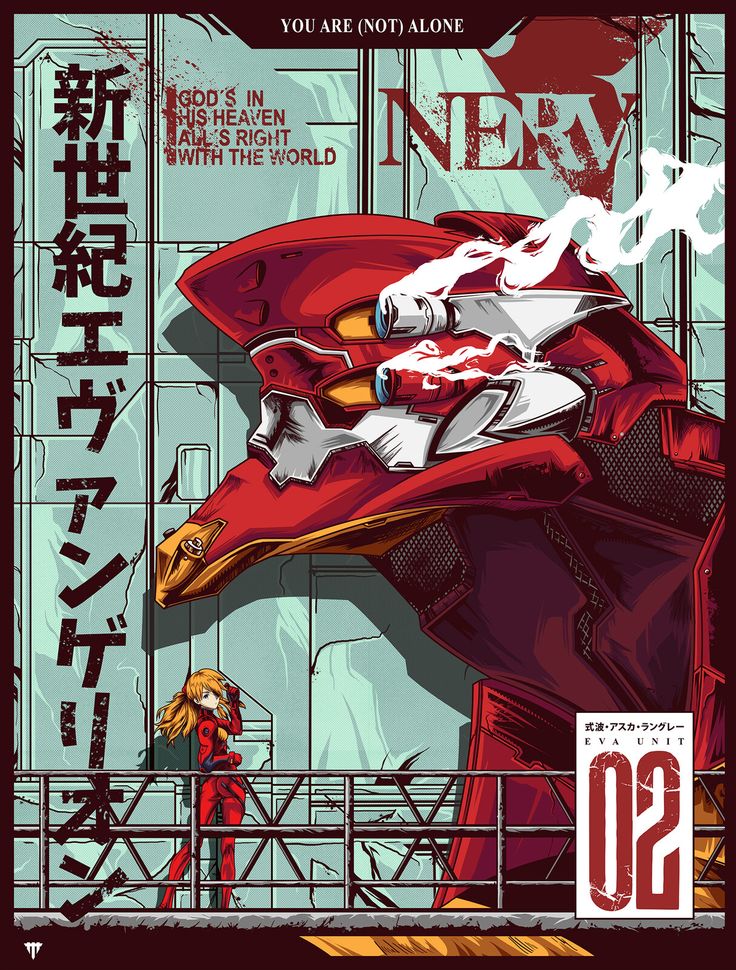 YOU ARE (NOT) ALONE
新世紀エヴァンゲリオン
GOD'S IN
HIS HEAVEN
ALL'S RIGHT
WITH THE WORLD
NERV
式波・アスカ・ラングレー
EVA UNIT
02